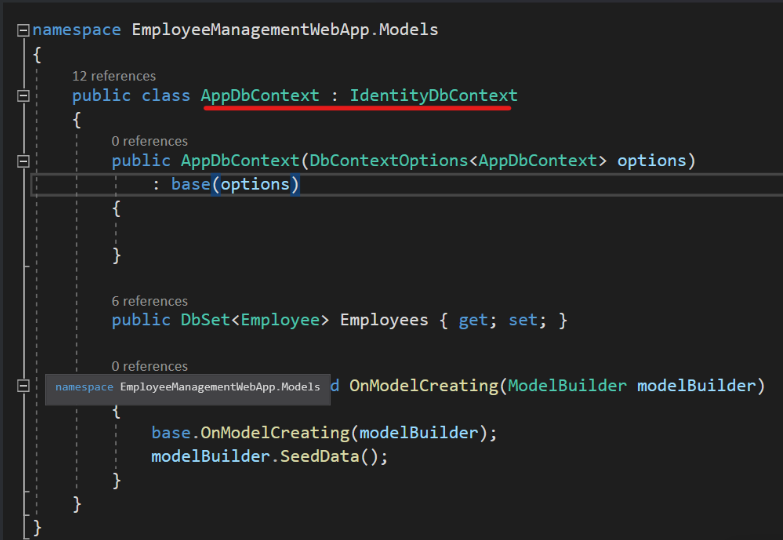 namespace EmployeeManagementWebApp.Models
{
12 references
public class AppDbContext : IdentityDbContext
{
0 references
public AppDbContext(DbContextOptions<AppDbContext> options)
: base(options)
{
}
6 references
public DbSet<Employee> Employees { get; set; }
0 references
namespace EmployeeManagementWebApp.Models d OnModelCreating(ModelBuilder modelBuilder)
{
base.OnModelCreating(modelBuilder);
modelBuilder.SeedData();
}
}
}